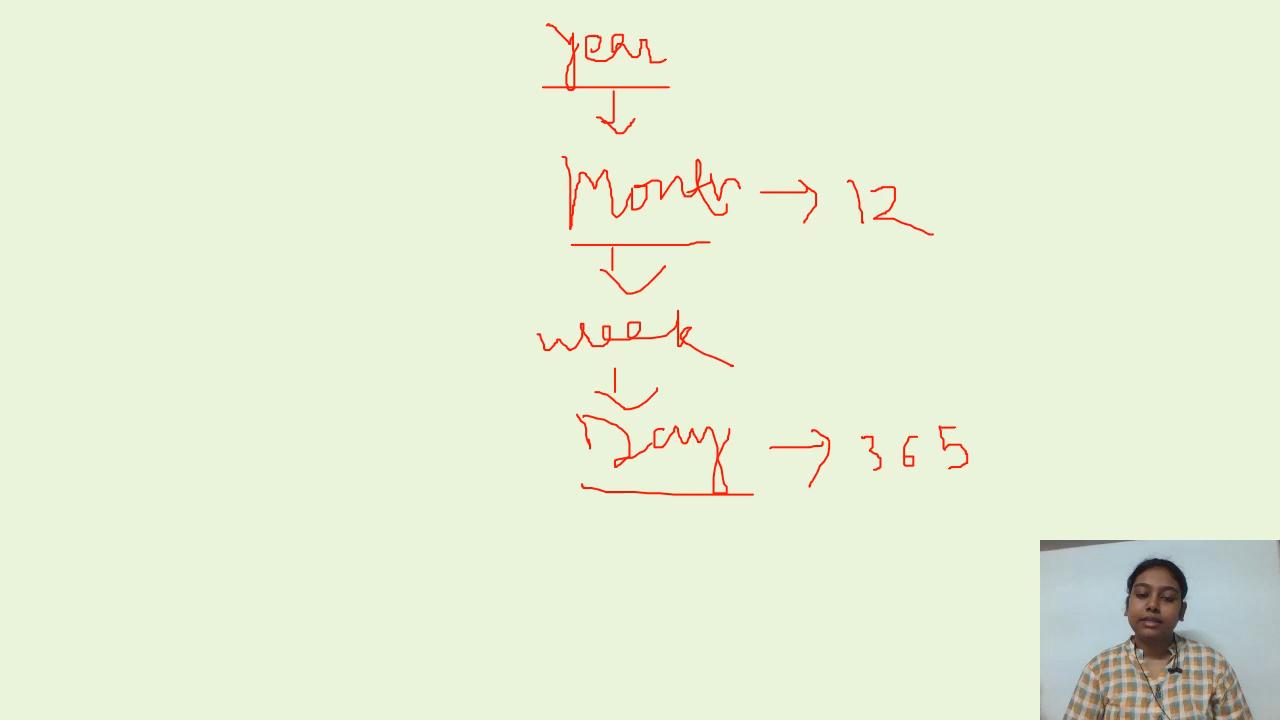 Year
↓
Month → 12
↓
week
↓
Day → 365